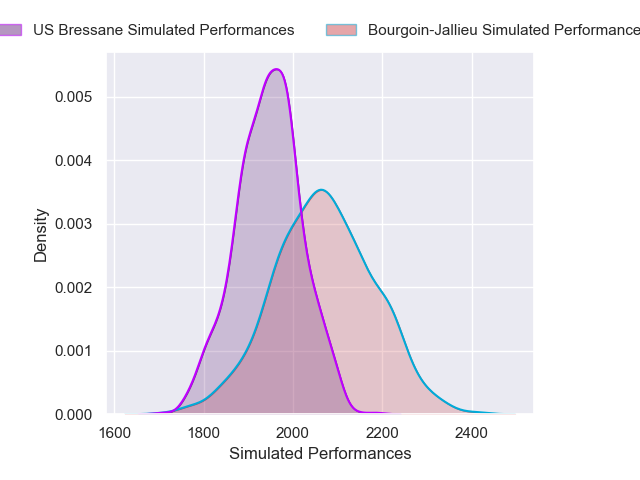 US Bressane Simulated Performances
Bourgoin-Jallieu Simulated Performance
0.005
0.004
0.003
0.002
0.001
0.000
Density
1600 1800 2000 2200 2400
Simulated Performances